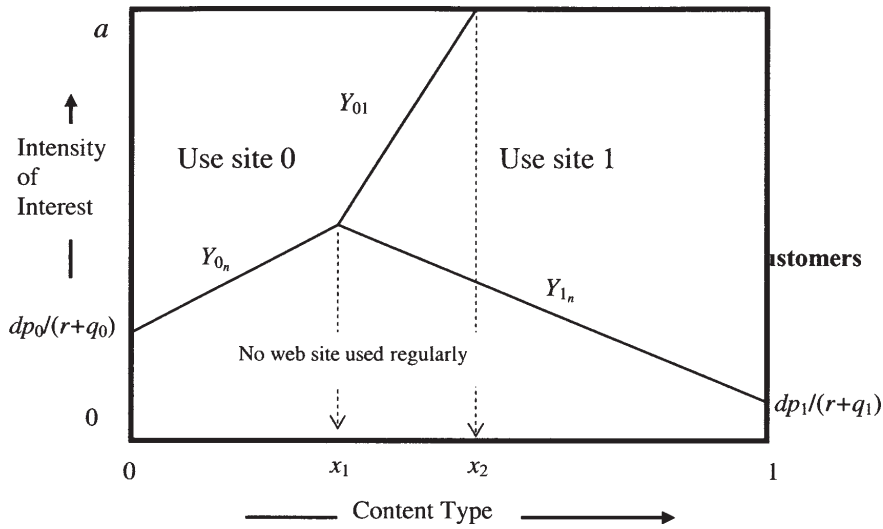 a
Y01
Intensity
of
Interest
Use site 0
Use site 1
Y0n
ustomers
Y1n
dp0/(r+q0)
No web site used regularly
0
dp1/(r+q1)
0
x1
x2
1
Content Type